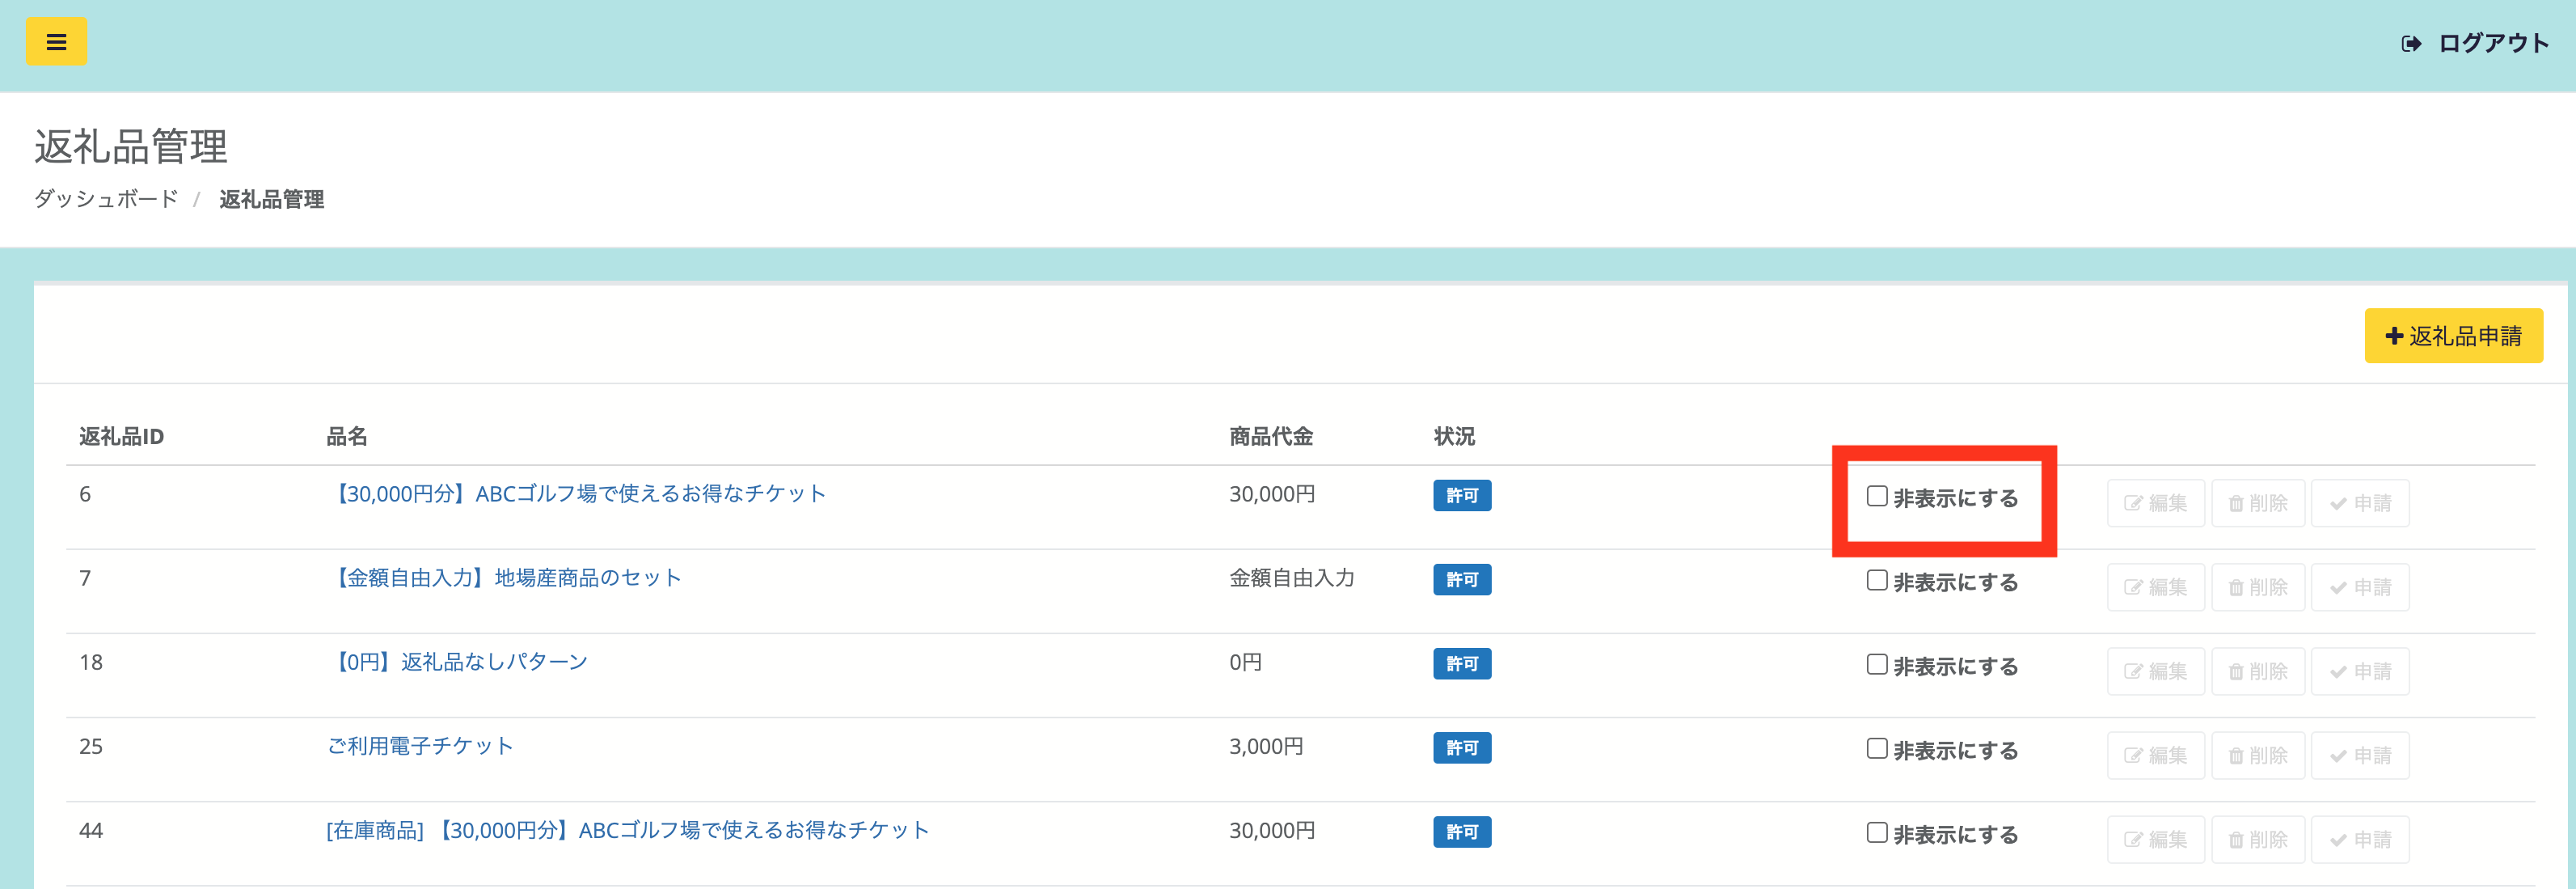 ログアウト
返礼品管理
ダッシュボード / 返礼品管理
返礼品申請
返礼品ID 品名 商品代金 状況
6 【30,000円分】ABCゴルフ場で使えるお得なチケット 30,000円 許可 非表示にする 編集 削除 申請
7 【金額自由入力】地場産商品のセット 金額自由入力 許可 非表示にする 編集 削除 申請
18 【0円】返礼品なしパターン 0円 許可 非表示にする 編集 削除 申請
25 ご利用電子チケット 3,000円 許可 非表示にする 編集 削除 申請
44 [在庫商品] 【30,000円分】ABCゴルフ場で使えるお得なチケット 30,000円 許可 非表示にする 編集 削除 申請